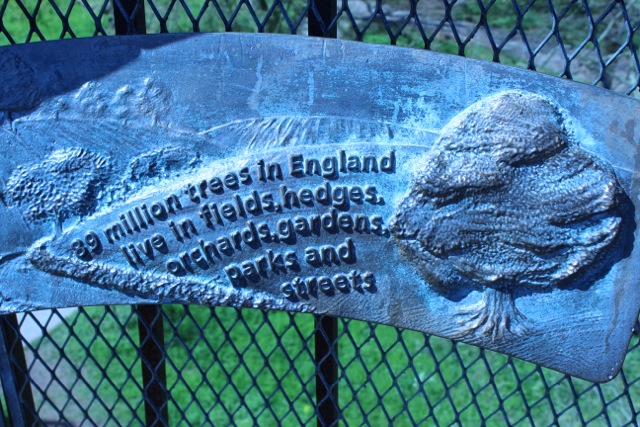 89 million trees in England
live in fields,hedges,
orchards,gardens,
parks and
streets